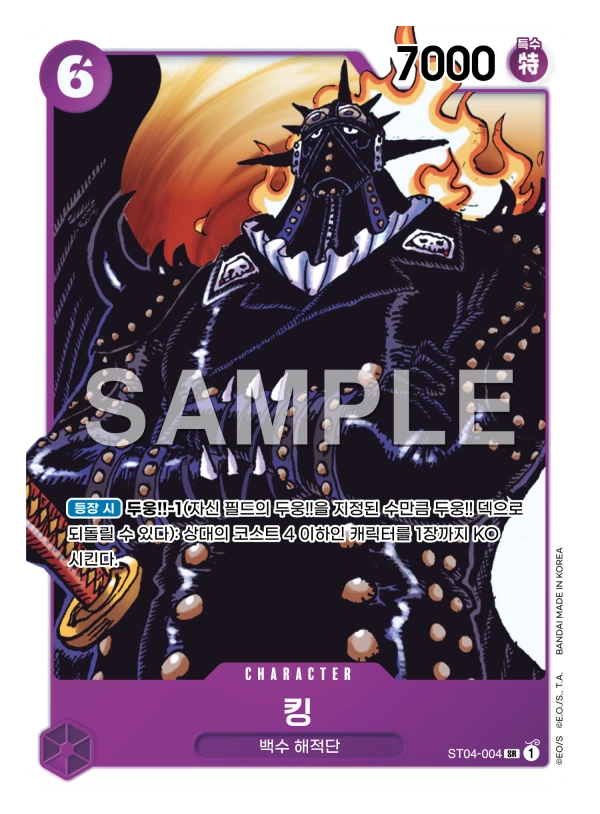 6
7000
특수
特
SAMPLE
등장 시 두웅!!-1(자신 필드의 두웅!!을 지정된 수만큼 두웅!! 덱으로
되돌릴 수 있다): 상대의 코스트 4 이하인 캐릭터를 1장까지 KO
시킨다.
CHARACTER
킹
백수 해적단
ST04-004 SR 1
©EO/S ©E.O./S., T.A. BANDAI MADE IN KOREA